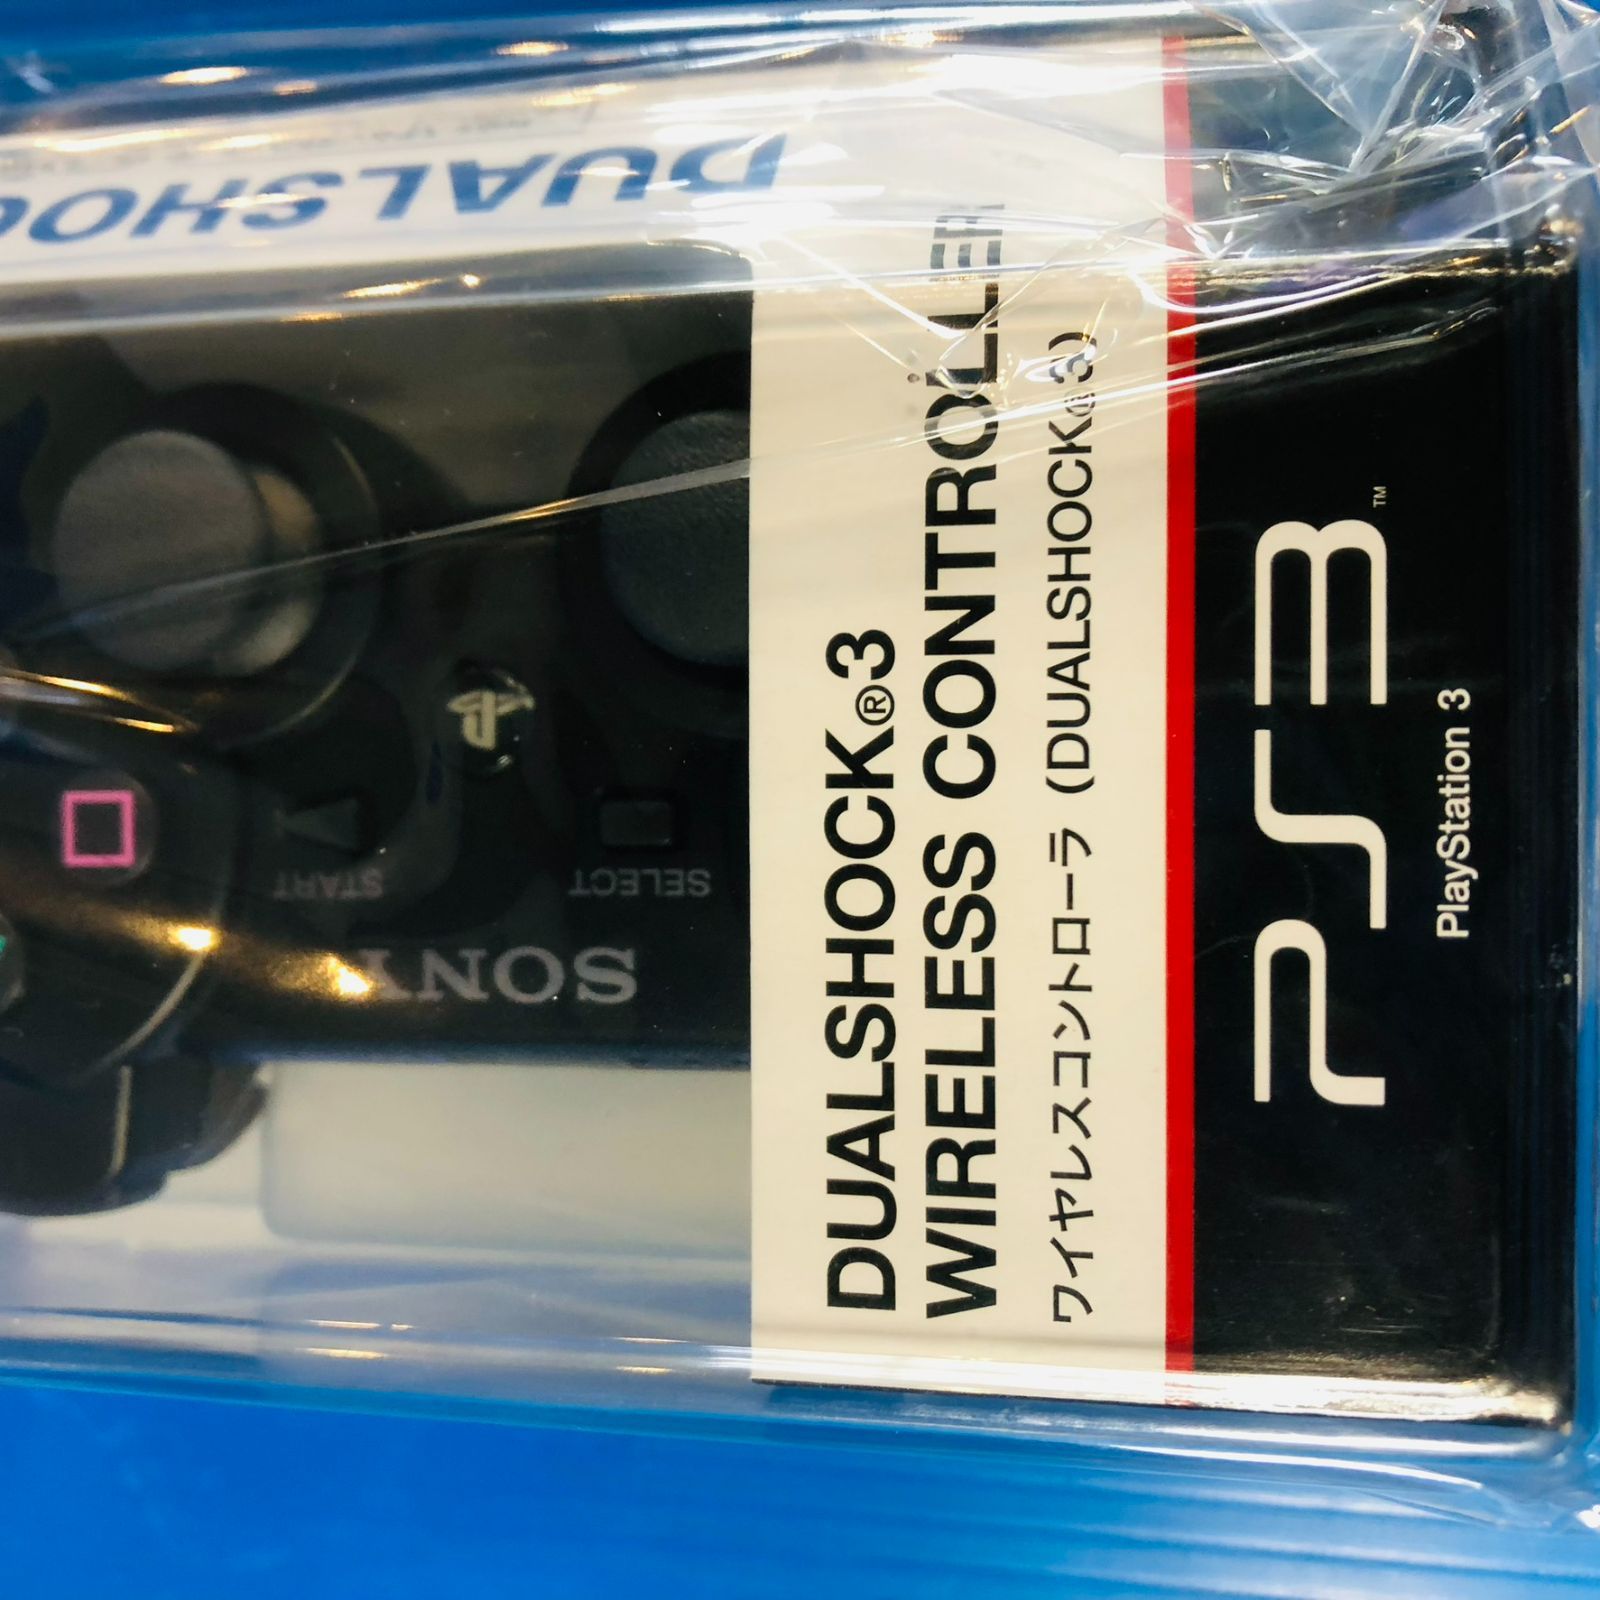 DUALSHOCK®3
WIRELESS CONTROLLER
ワイヤレスコントローラ (DUALSHOCK®3)
PS3™
PlayStation 3
SONY
SELECT
START
DUALSHOC